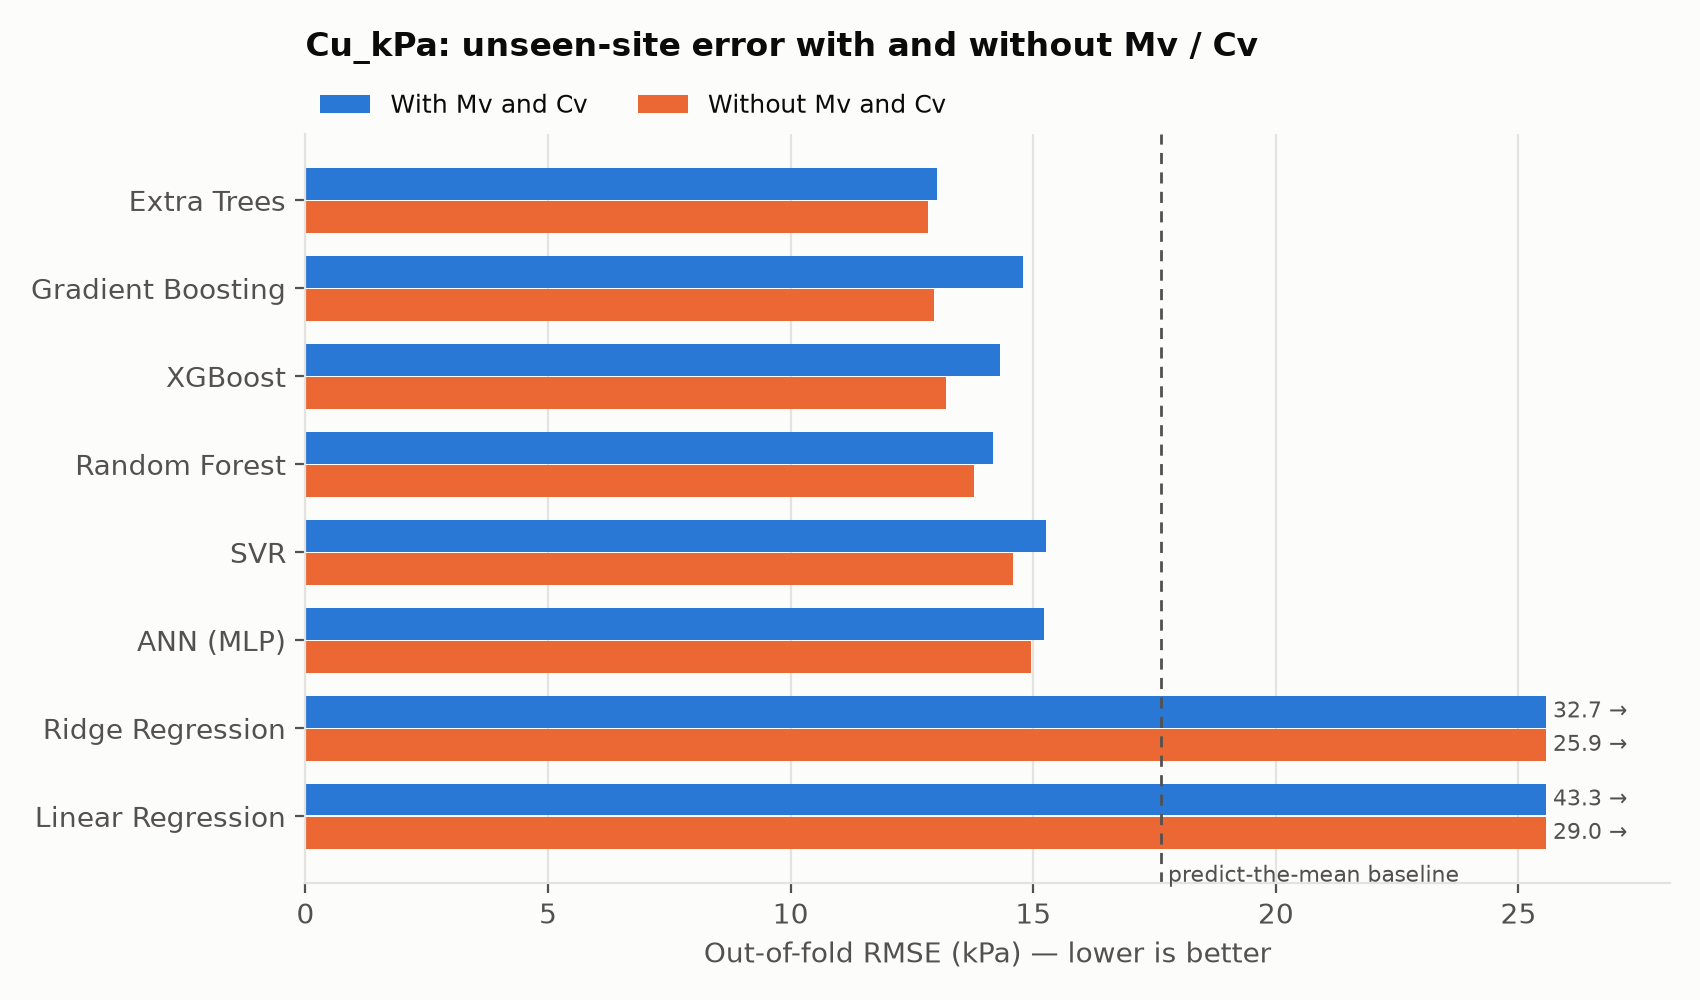 Cu_kPa: unseen-site error with and without Mv / Cv
With Mv and Cv
Without Mv and Cv
Extra Trees
Gradient Boosting
XGBoost
Random Forest
SVR
ANN (MLP)
Ridge Regression
32.7 →
25.9 →
Linear Regression
43.3 →
29.0 →
predict-the-mean baseline
0 5 10 15 20 25
Out-of-fold RMSE (kPa) — lower is better